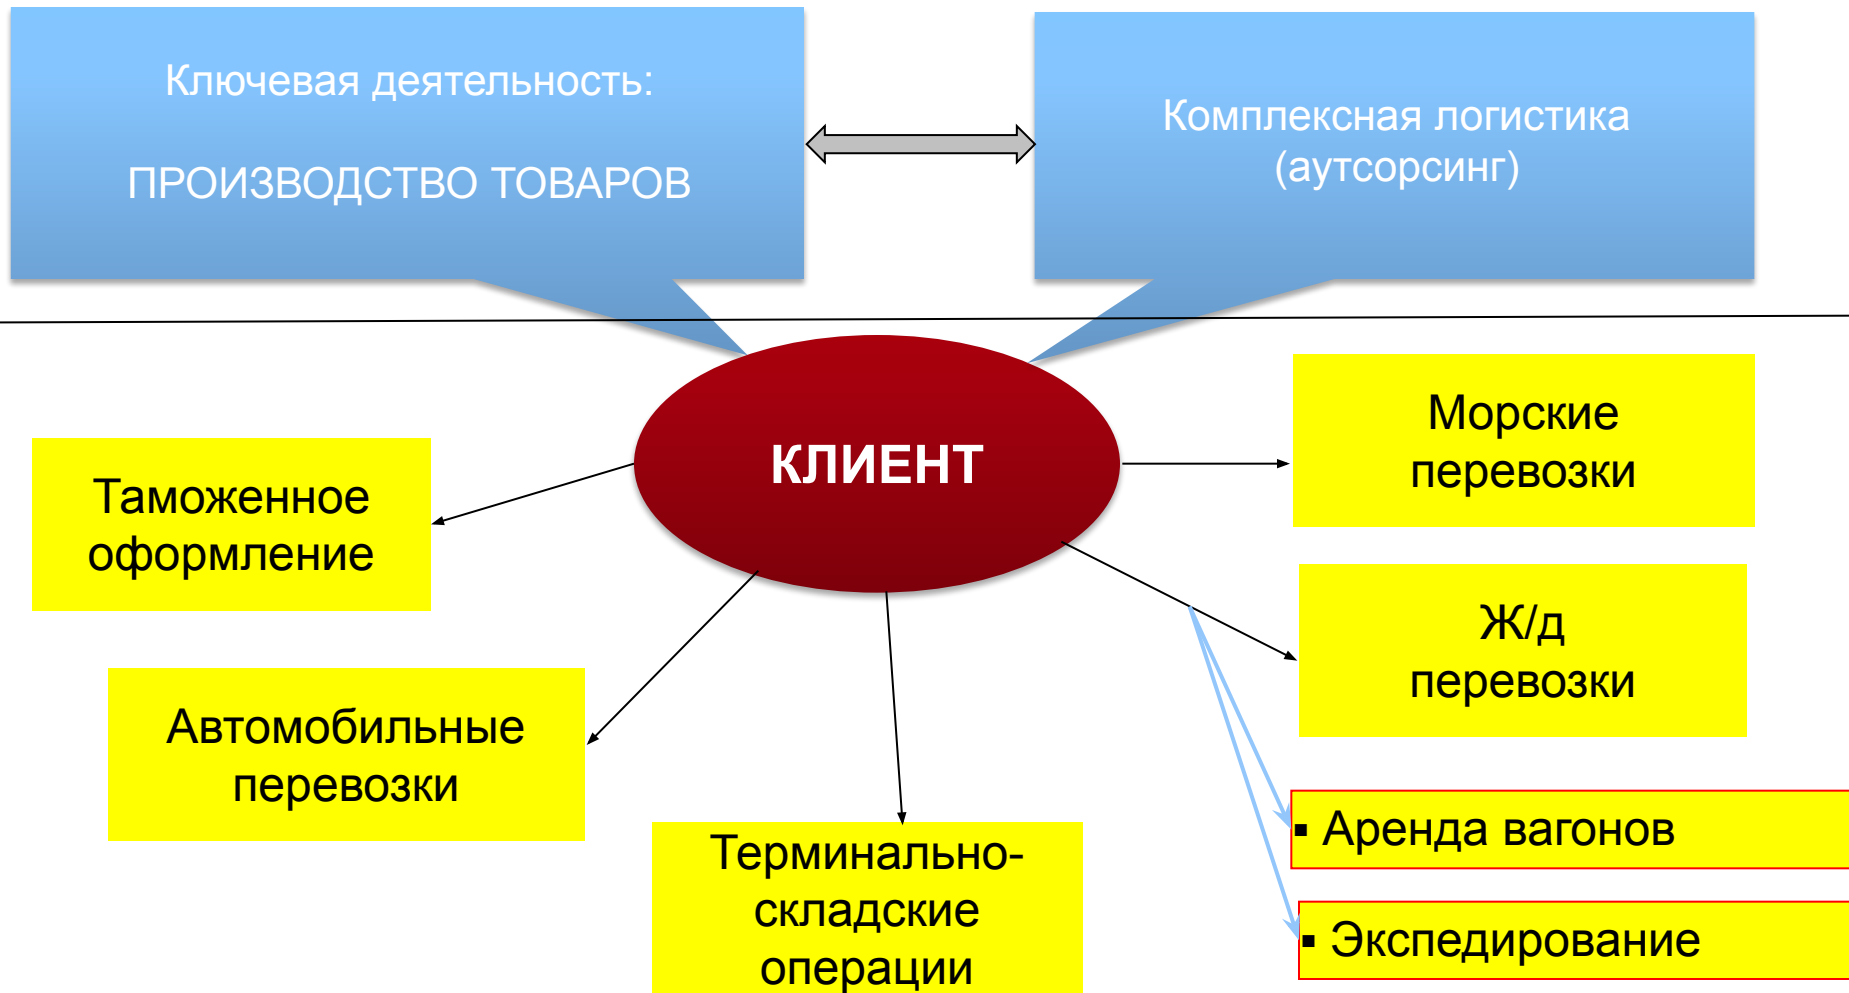 Ключевая деятельность:
ПРОИЗВОДСТВО ТОВАРОВ
Комплексная логистика
(аутсорсинг)
КЛИЕНТ
Морские
перевозки
Таможенное
оформление
Ж/д
перевозки
Автомобильные
перевозки
Терминально-
складские
операции
▪ Аренда вагонов
▪ Экспедирование